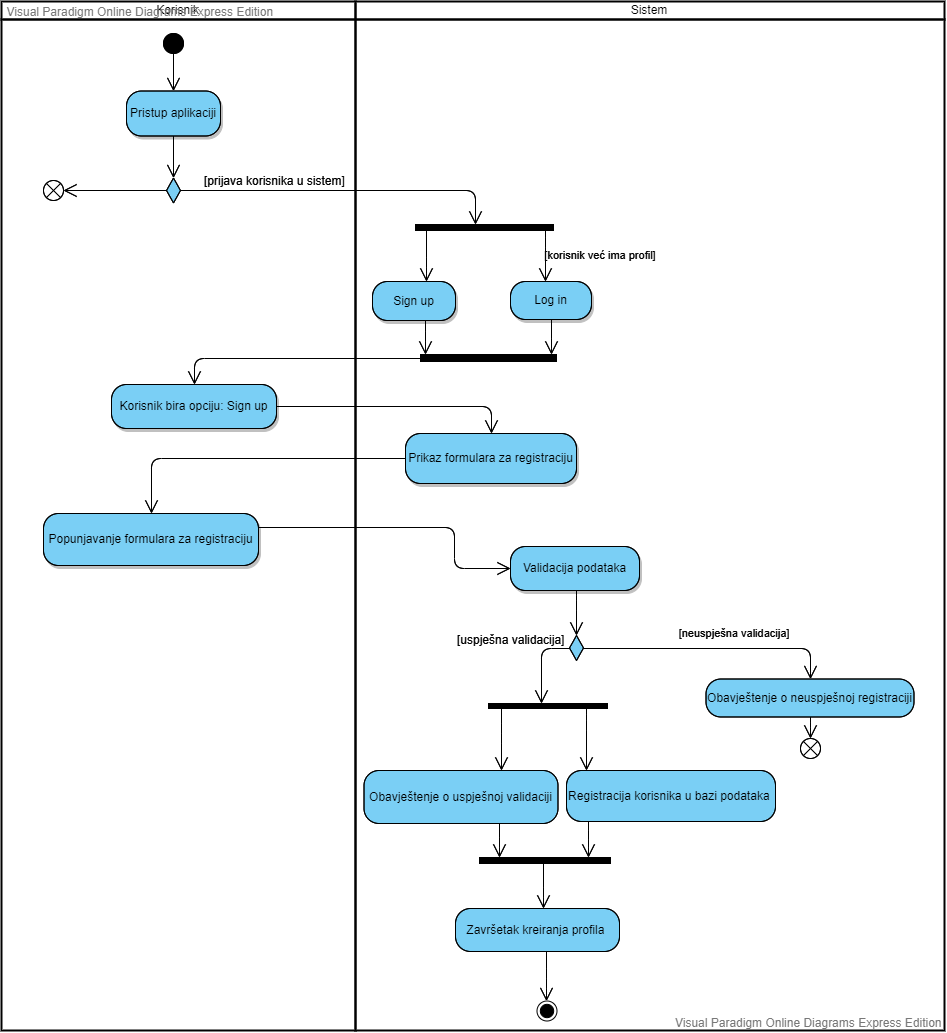 Visual Paradigm Online Diagrams Express Edition
Korisnik
Sistem
Pristup aplikaciji
[prijava korisnika u sistem]
[korisnik već ima profil]
Sign up
Log in
Korisnik bira opciju: Sign up
Prikaz formulara za registraciju
Popunjavanje formulara za registraciju
Validacija podataka
[uspješna validacija]
[neuspješna validacija]
Obavještenje o neuspješnoj registraciji
Obavještenje o uspješnoj validaciji
Registracija korisnika u bazi podataka
Završetak kreiranja profila
Visual Paradigm Online Diagrams Express Edition